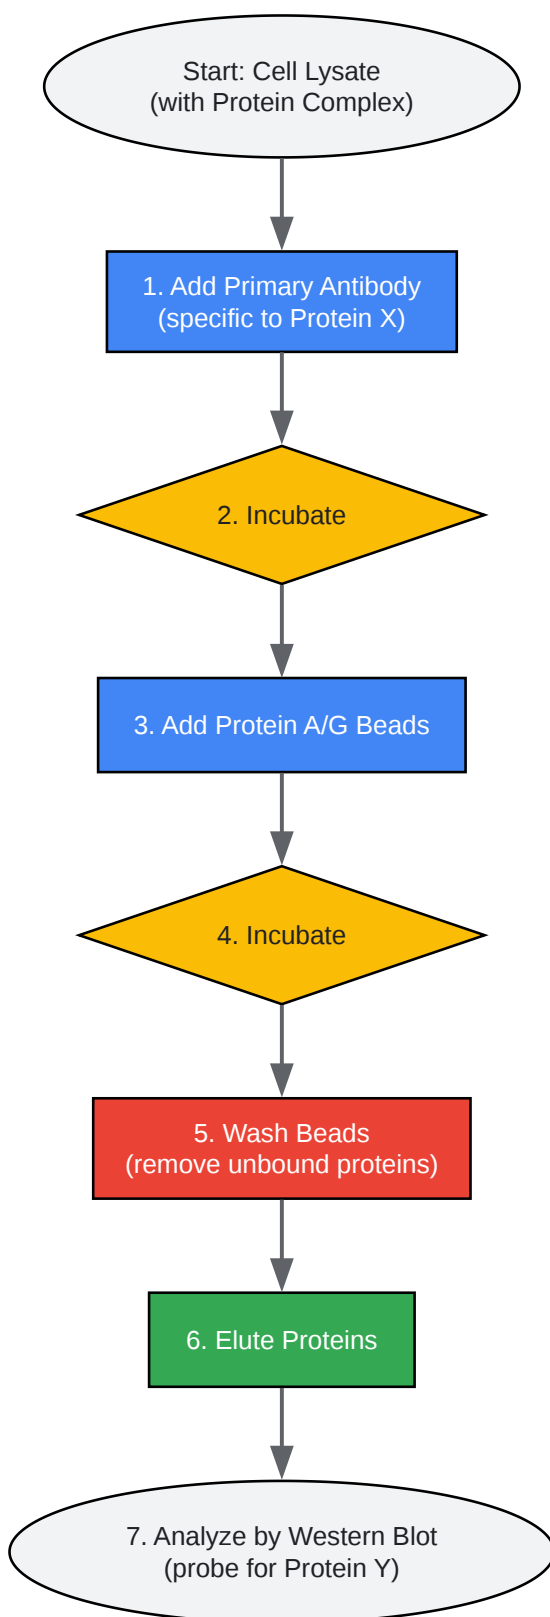 Start: Cell Lysate
(with Protein Complex)
1. Add Primary Antibody
(specific to Protein X)
2. Incubate
3. Add Protein A/G Beads
4. Incubate
5. Wash Beads
(remove unbound proteins)
6. Elute Proteins
7. Analyze by Western Blot
(probe for Protein Y)